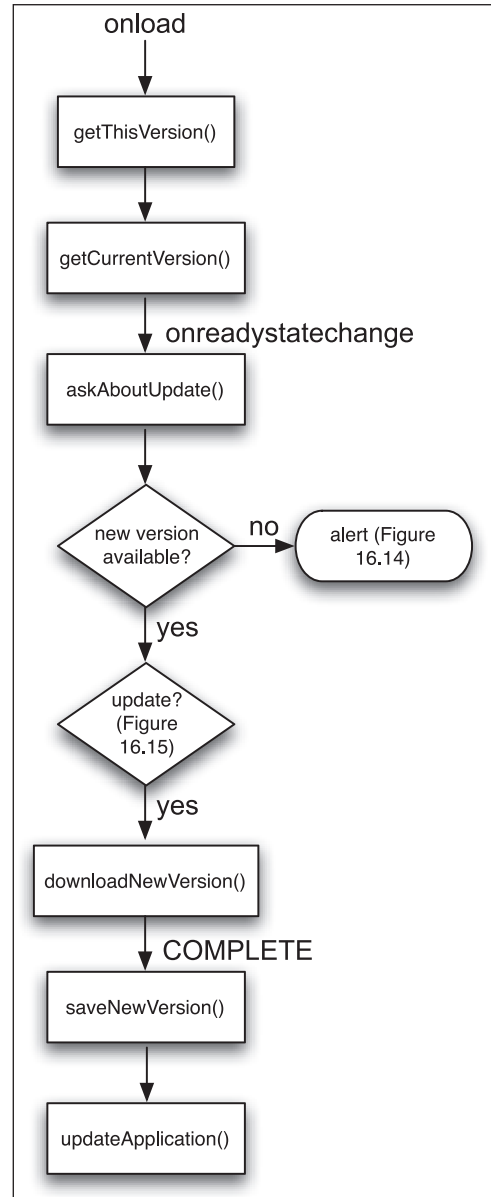 onload
getThisVersion()
getCurrentVersion()
onreadystatechange
askAboutUpdate()
new version
available?
no
alert (Figure
16.14)
yes
update?
(Figure
16.15)
yes
downloadNewVersion()
COMPLETE
saveNewVersion()
updateApplication()